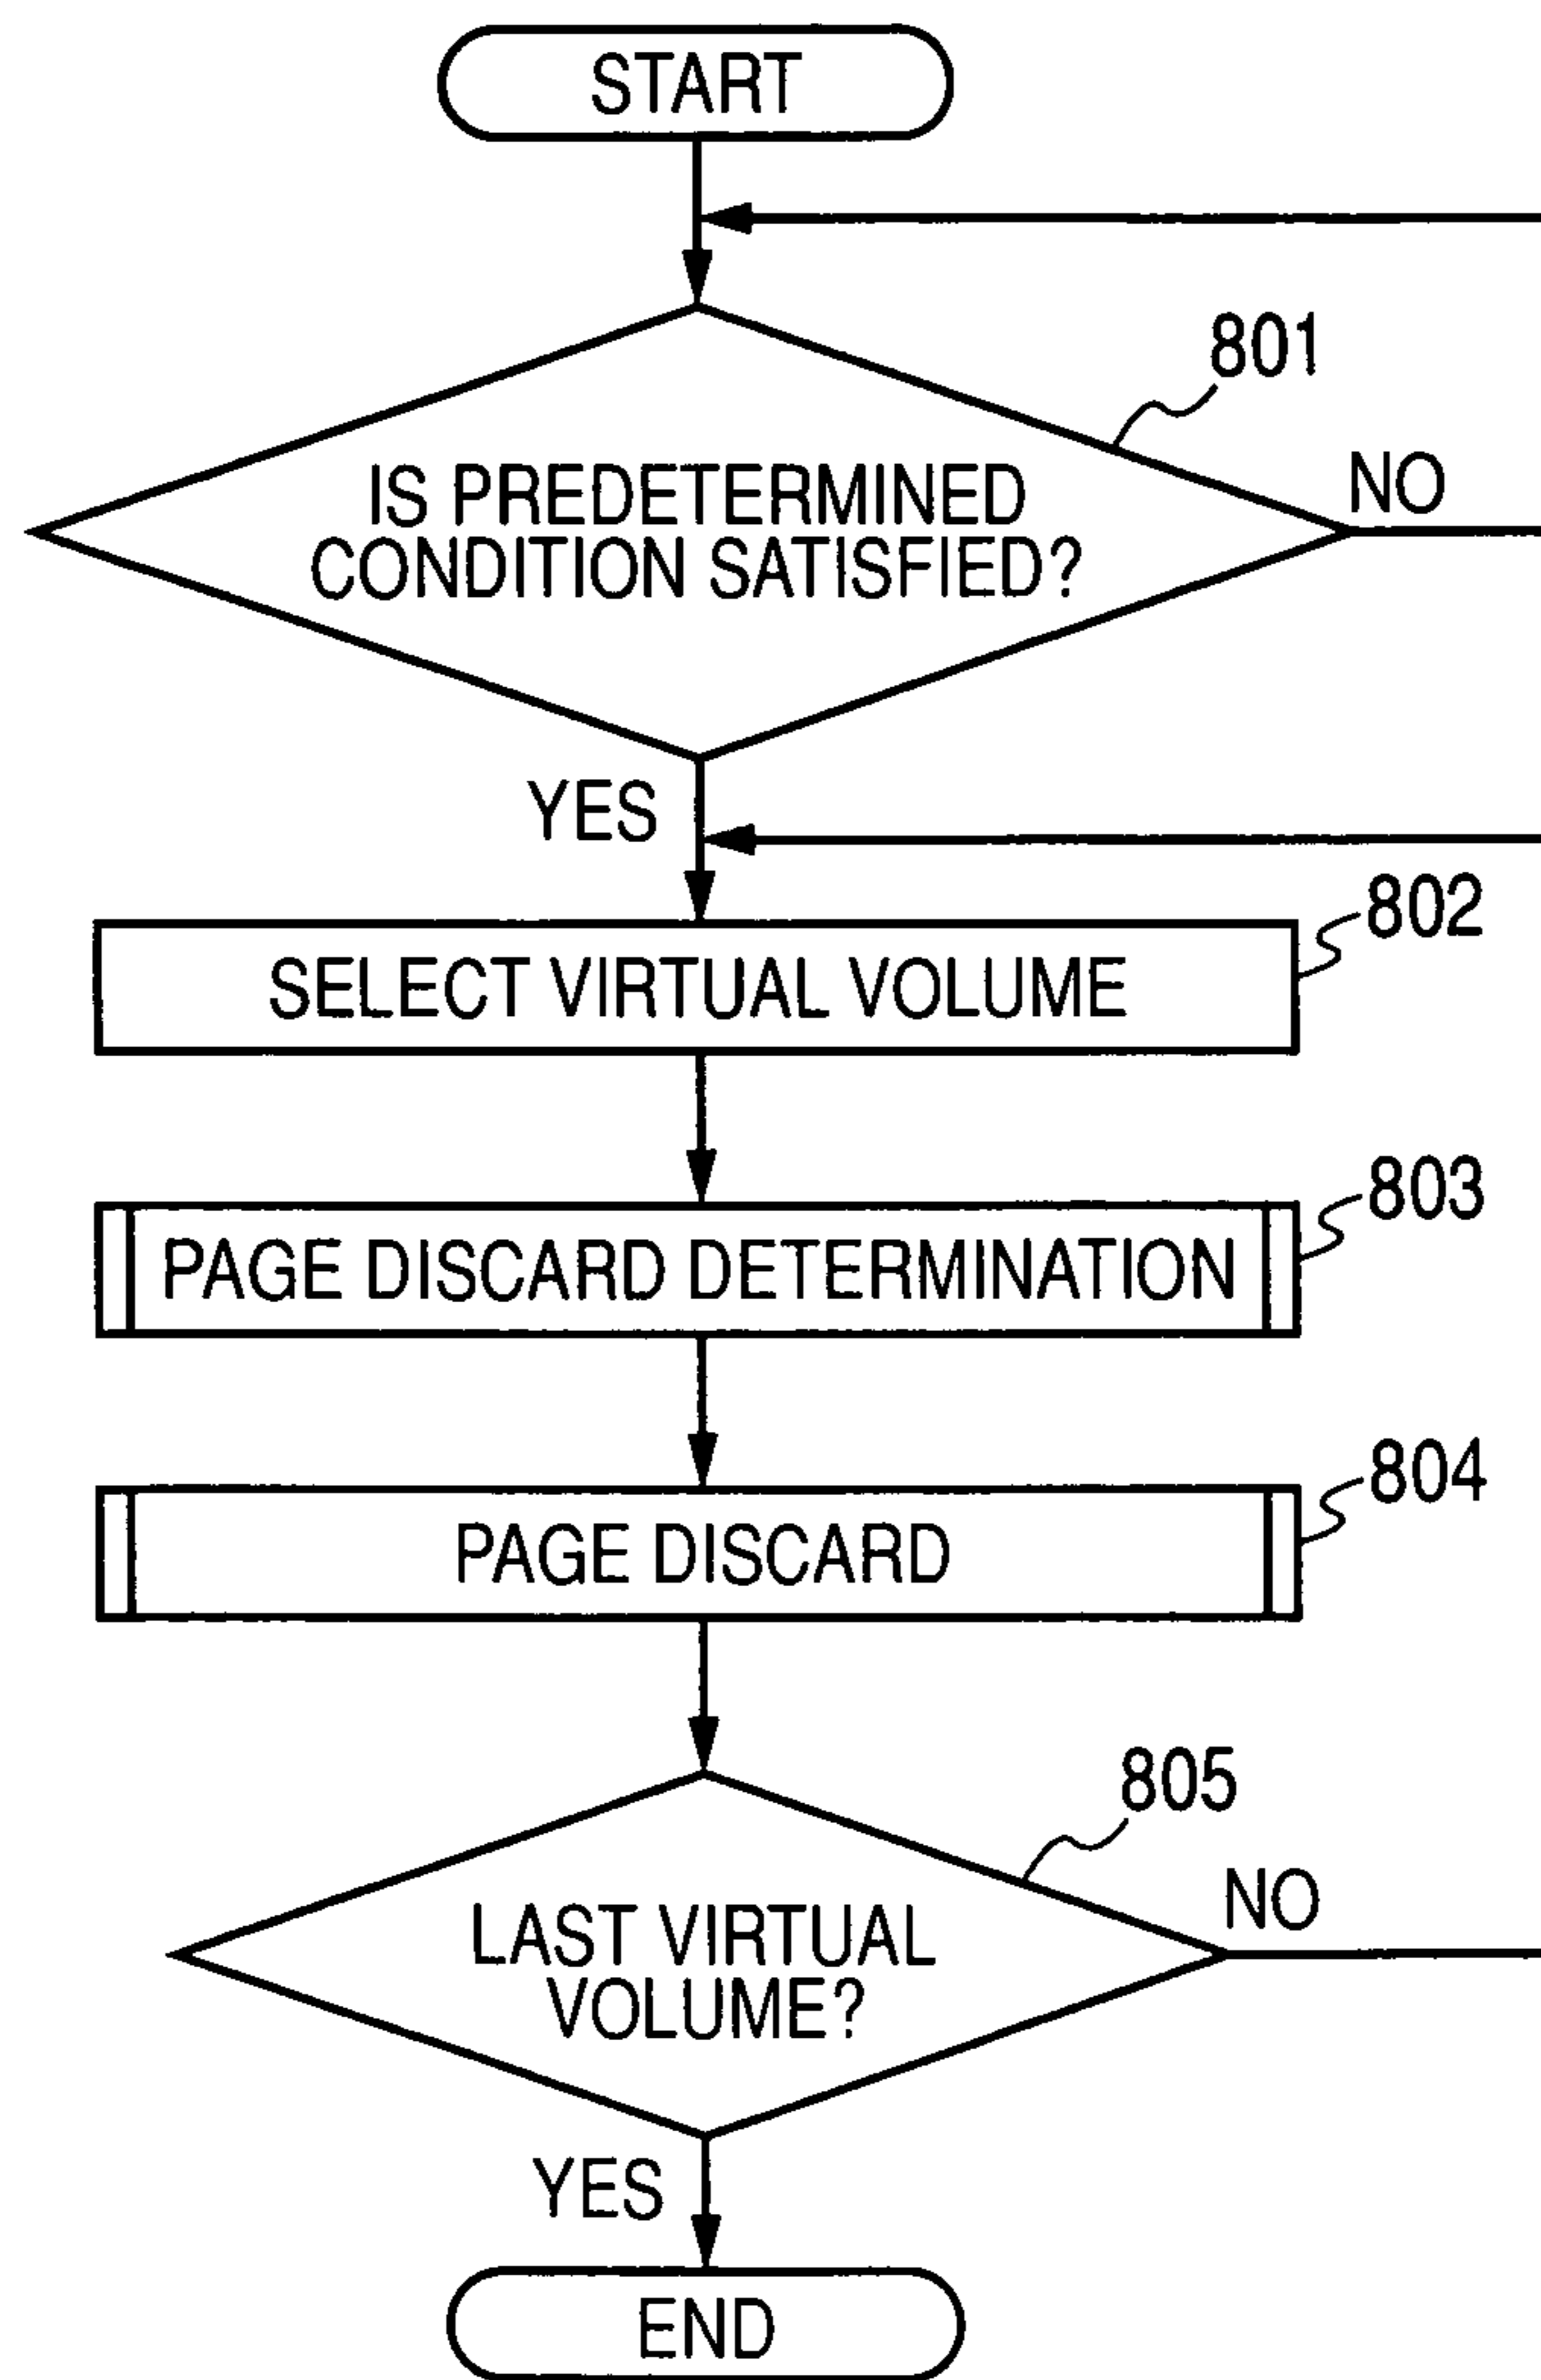 START
801
IS PREDETERMINED
CONDITION SATISFIED?
NO
YES
802
SELECT VIRTUAL VOLUME
803
PAGE DISCARD DETERMINATION
804
PAGE DISCARD
805
LAST VIRTUAL
VOLUME?
NO
YES
END